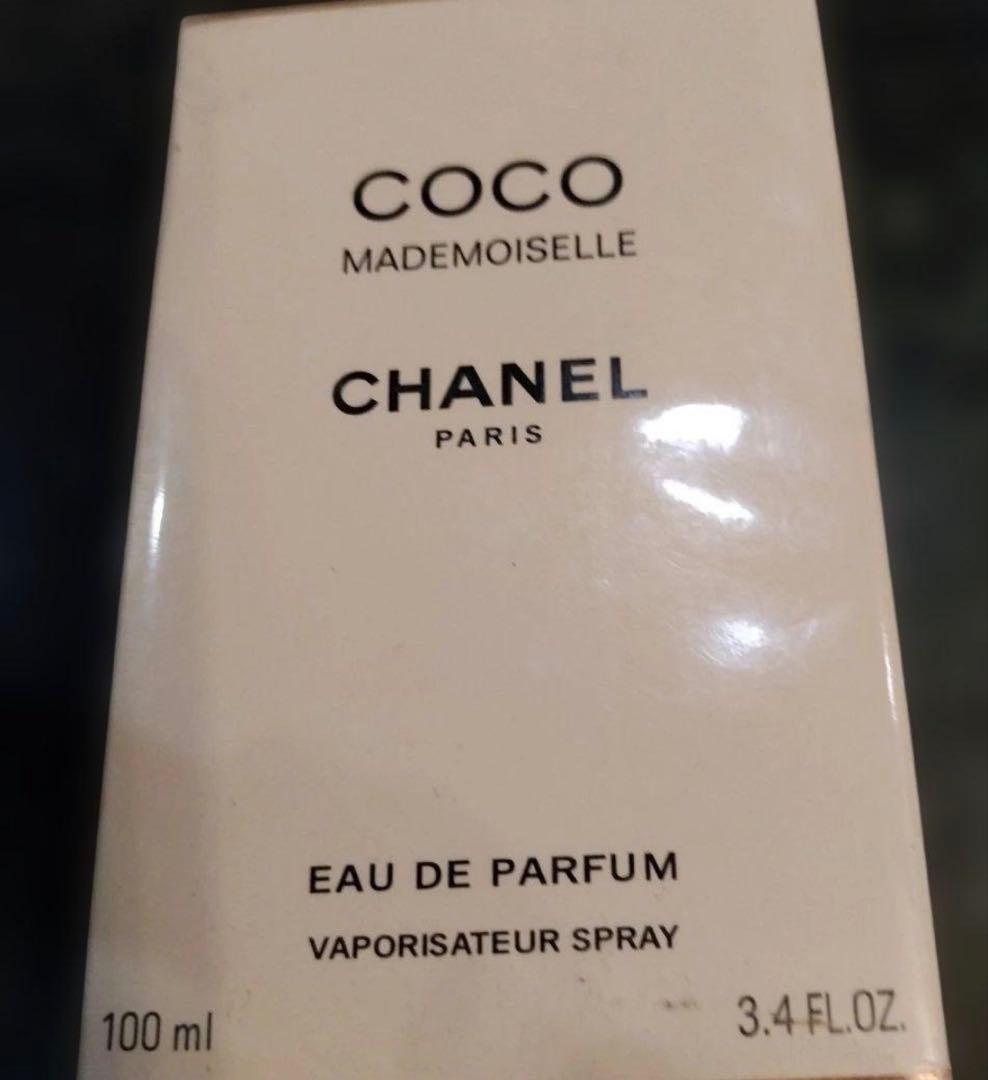 COCO
MADEMOISELLE
CHANEL
PARIS
EAU DE PARFUM
VAPORISATEUR SPRAY
100 ml
3.4 FL.OZ.